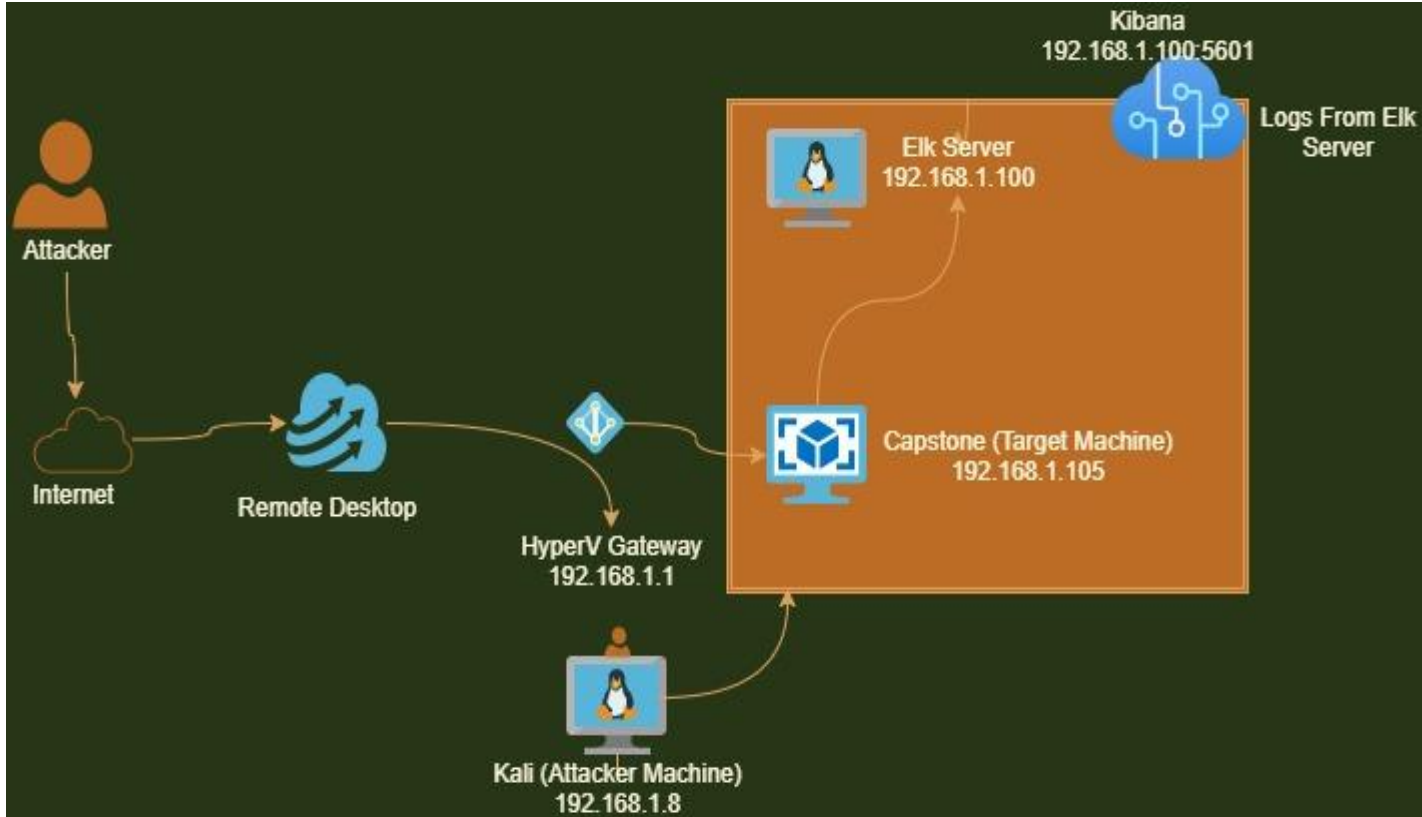 Kibana
192.168.1.100:5601
Logs From Elk
Server
Elk Server
192.168.1.100
Attacker
Capstone (Target Machine)
192.168.1.105
Internet
Remote Desktop
HyperV Gateway
192.168.1.1
Kali (Attacker Machine)
192.168.1.8